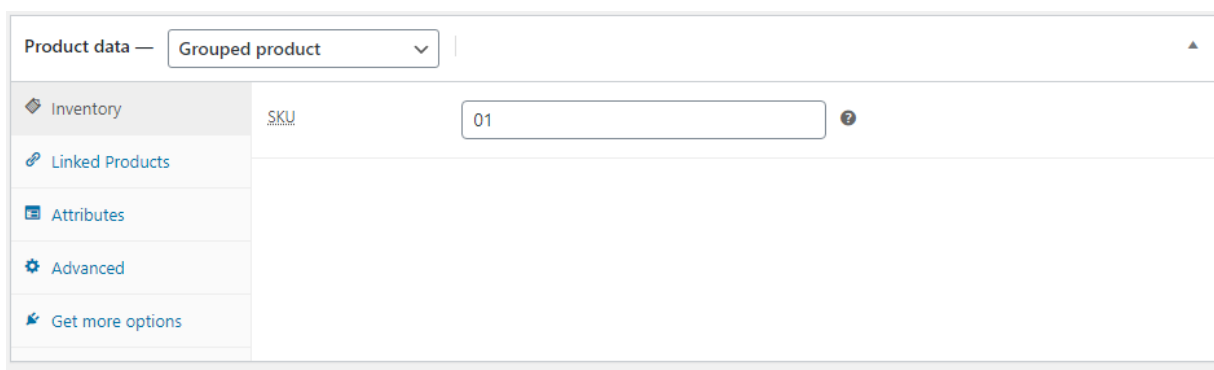 Product data — Grouped product
Inventory
SKU 01 ?
Linked Products
Attributes
Advanced
Get more options